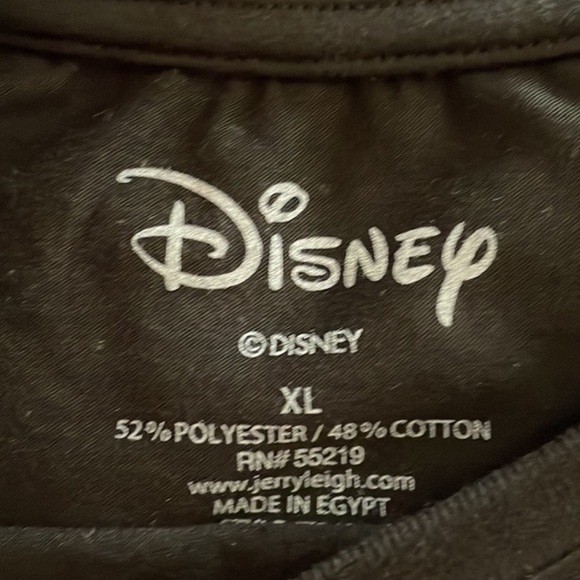 Disney
©DISNEY
XL
52% POLYESTER / 48% COTTON
RN# 55219
www.jerryleigh.com
MADE IN EGYPT